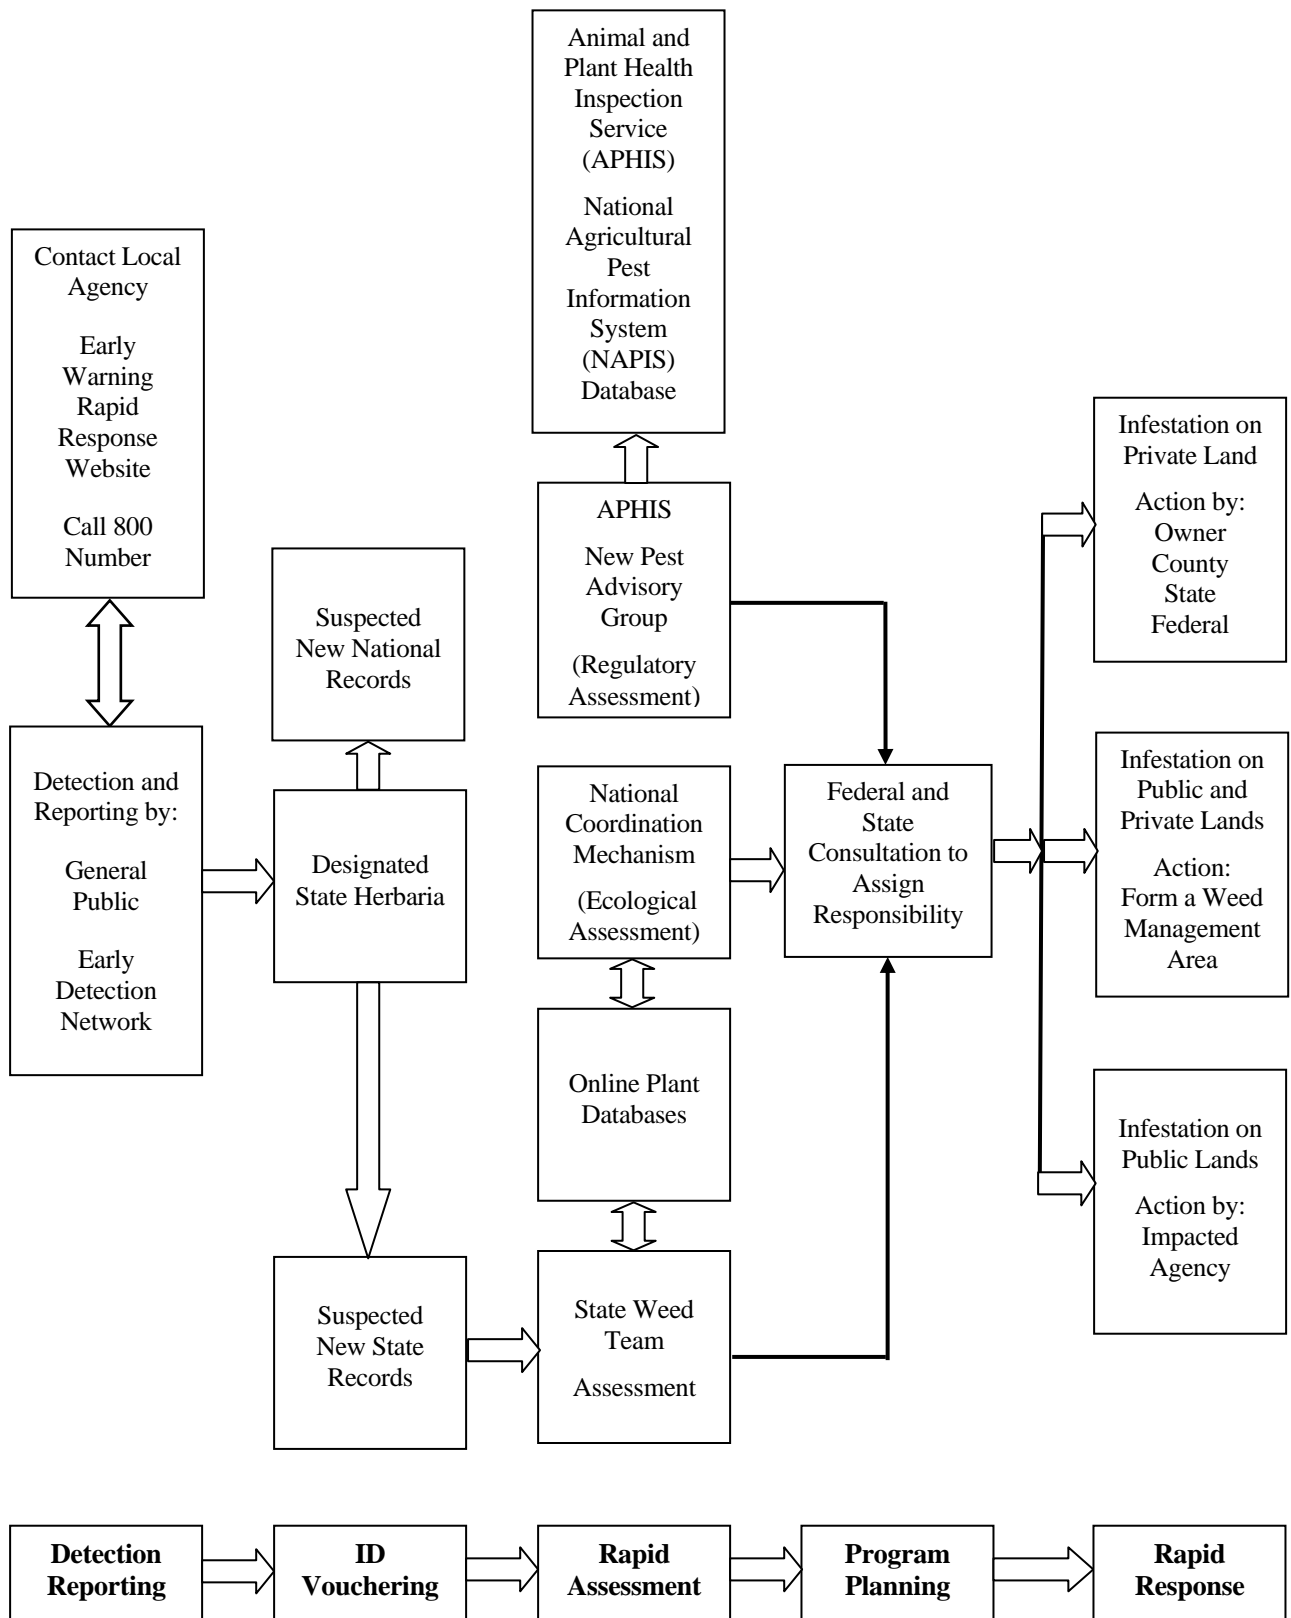 Animal and
Plant Health
Inspection
Service
(APHIS)
National
Agricultural
Pest
Information
System
(NAPIS)
Database
Contact Local
Agency
Early
Warning
Rapid
Response
Website
Call 800
Number
Detection and
Reporting by:
General
Public
Early
Detection
Network
Suspected
New National
Records
Designated
State Herbaria
Suspected
New State
Records
APHIS
New Pest
Advisory
Group
(Regulatory
Assessment)
National
Coordination
Mechanism
(Ecological
Assessment)
Online Plant
Databases
State Weed
Team
Assessment
Federal and
State
Consultation to
Assign
Responsibility
Infestation on
Private Land
Action by:
Owner
County
State
Federal
Infestation on
Public and
Private Lands
Action:
Form a Weed
Management
Area
Infestation on
Public Lands
Action by:
Impacted
Agency
Detection
Reporting
ID
Vouchering
Rapid
Assessment
Program
Planning
Rapid
Response